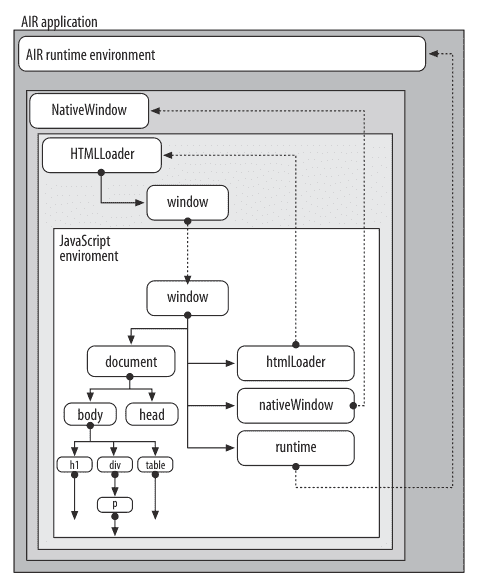 AIR application
AIR runtime environment
NativeWindow
HTMLLoader
window
JavaScript
enviroment
window
document
htmlLoader
body
head
nativeWindow
h1
div
table
runtime
p